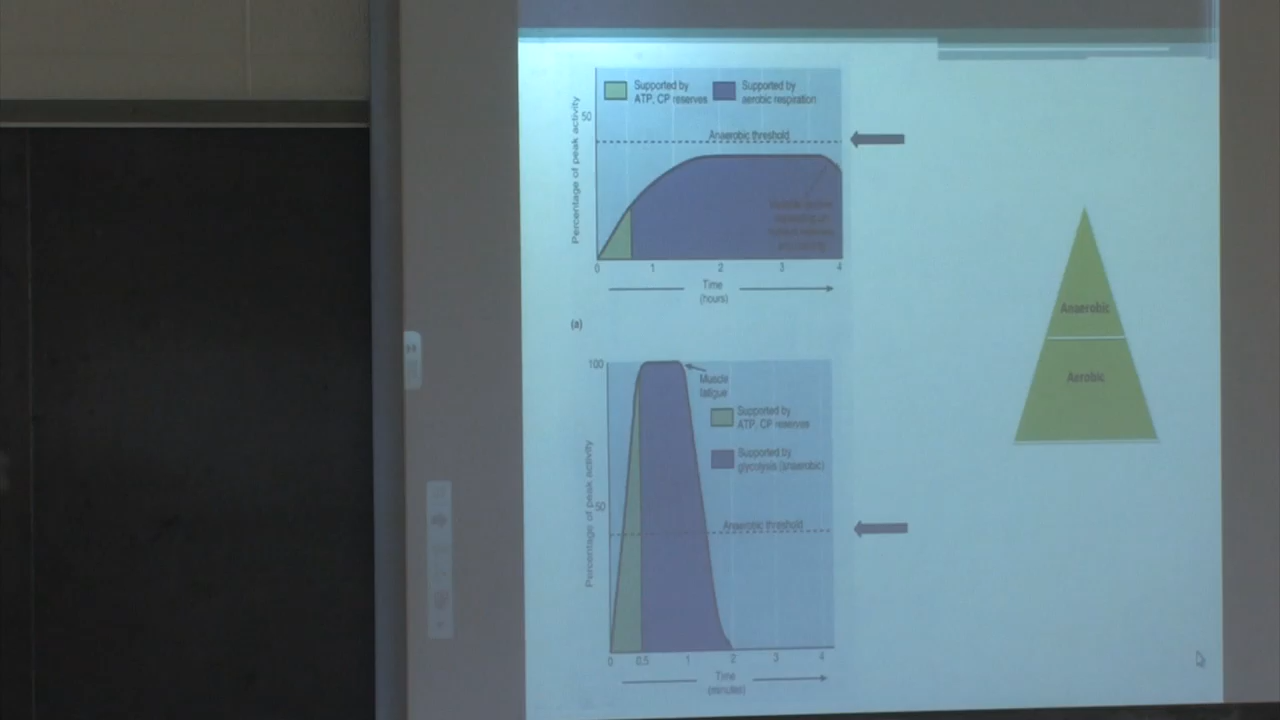 Supported by
ATP, CP reserves
Supported by
aerobic respiration
50
Percentage of peak activity
Anaerobic threshold
0 1 2 3 4
Time
(hours)
(a)
100
Muscle
fatigue
Supported by
ATP, CP reserves
Supported by
glycolysis (anaerobic)
50
Percentage of peak activity
Anaerobic threshold
0 0.5 1 2 3 4
Time
(minutes)
Anaerobic
Aerobic